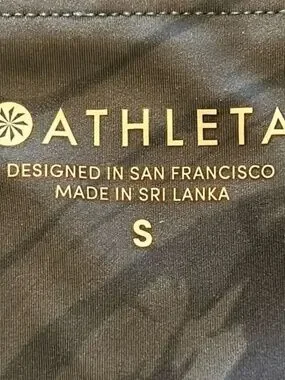 ATHLETA
DESIGNED IN SAN FRANCISCO
MADE IN SRI LANKA
S